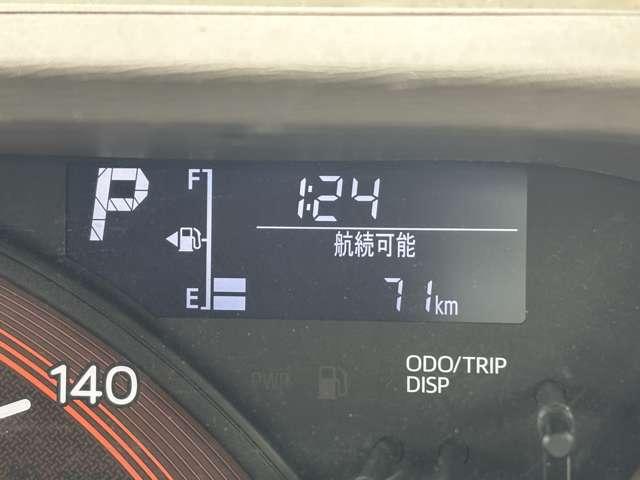 P
F
1:24
航続可能
E
71km
ODO/TRIP
DISP
140
PWR